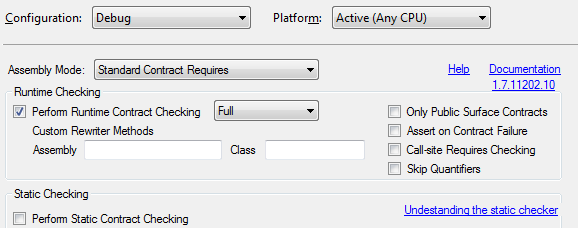 Configuration: Debug Platform: Active (Any CPU)
Assembly Mode: Standard Contract Requires Help Documentation
1.7.11202.10
Runtime Checking
Perform Runtime Contract Checking Full Only Public Surface Contracts
Custom Rewriter Methods Assert on Contract Failure
Assembly Class Call-site Requires Checking
Skip Quantifiers
Static Checking
Undestanding the static checker
Perform Static Contract Checking